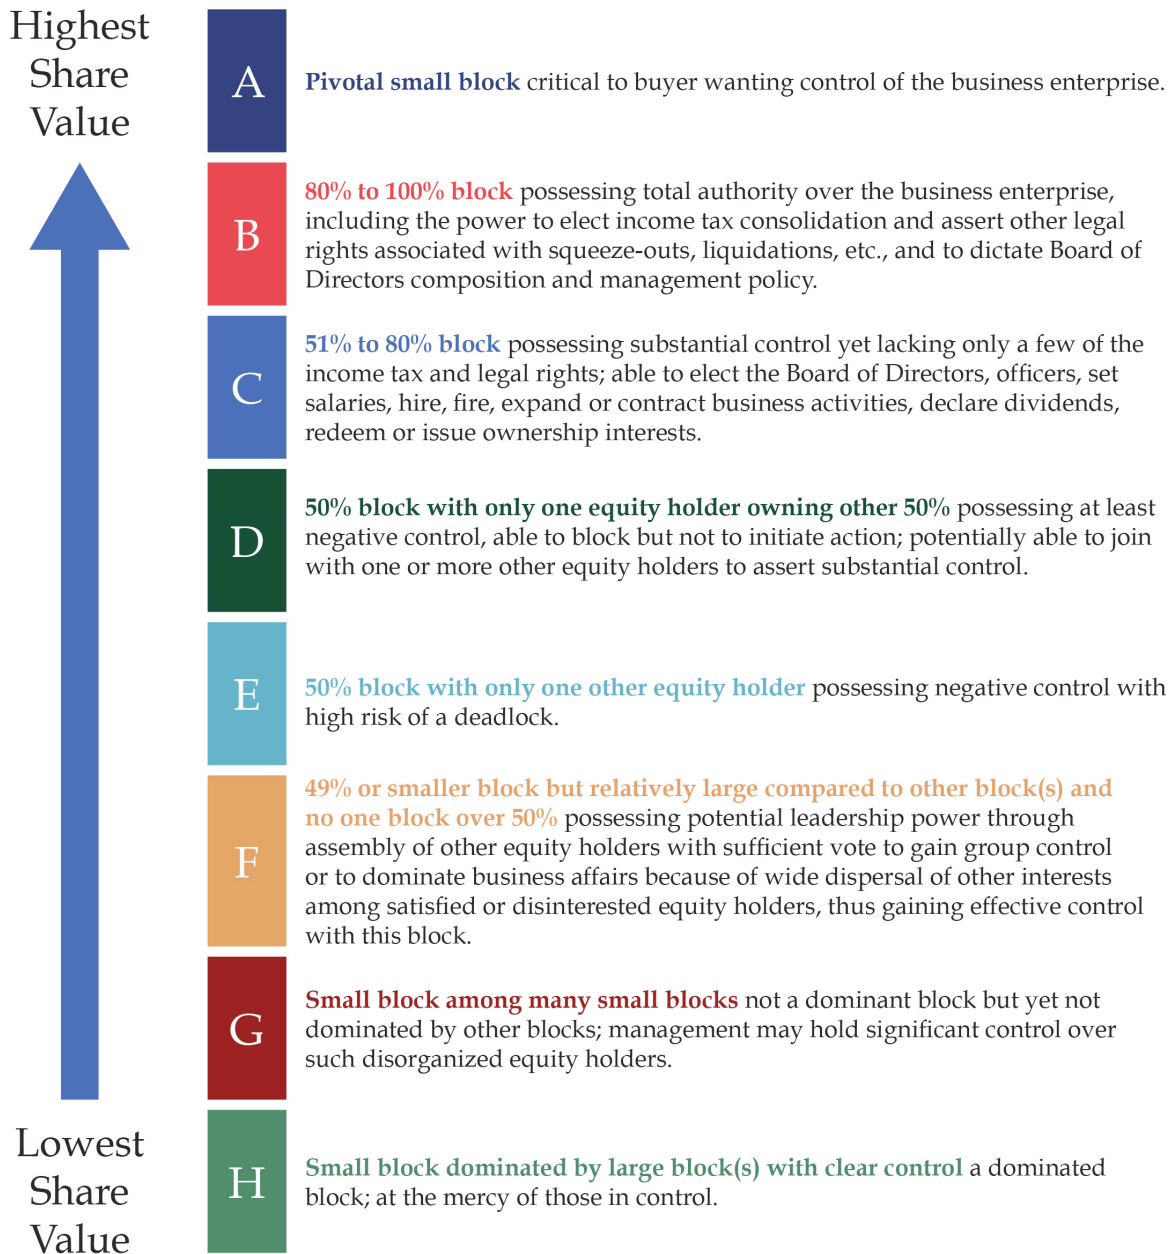 Highest
Share
Value
A
Pivotal small block critical to buyer wanting control of the business enterprise.
B
80% to 100% block possessing total authority over the business enterprise,
including the power to elect income tax consolidation and assert other legal
rights associated with squeeze-outs, liquidations, etc., and to dictate Board of
Directors composition and management policy.
C
51% to 80% block possessing substantial control yet lacking only a few of the
income tax and legal rights; able to elect the Board of Directors, officers, set
salaries, hire, fire, expand or contract business activities, declare dividends,
redeem or issue ownership interests.
D
50% block with only one equity holder owning other 50% possessing at least
negative control, able to block but not to initiate action; potentially able to join
with one or more other equity holders to assert substantial control.
E
50% block with only one other equity holder possessing negative control with
high risk of a deadlock.
F
49% or smaller block but relatively large compared to other block(s) and
no one block over 50% possessing potential leadership power through
assembly of other equity holders with sufficient vote to gain group control
or to dominate business affairs because of wide dispersal of other interests
among satisfied or disinterested equity holders, thus gaining effective control
with this block.
G
Small block among many small blocks not a dominant block but yet not
dominated by other blocks; management may hold significant control over
such disorganized equity holders.
H
Small block dominated by large block(s) with clear control a dominated
block; at the mercy of those in control.
Lowest
Share
Value